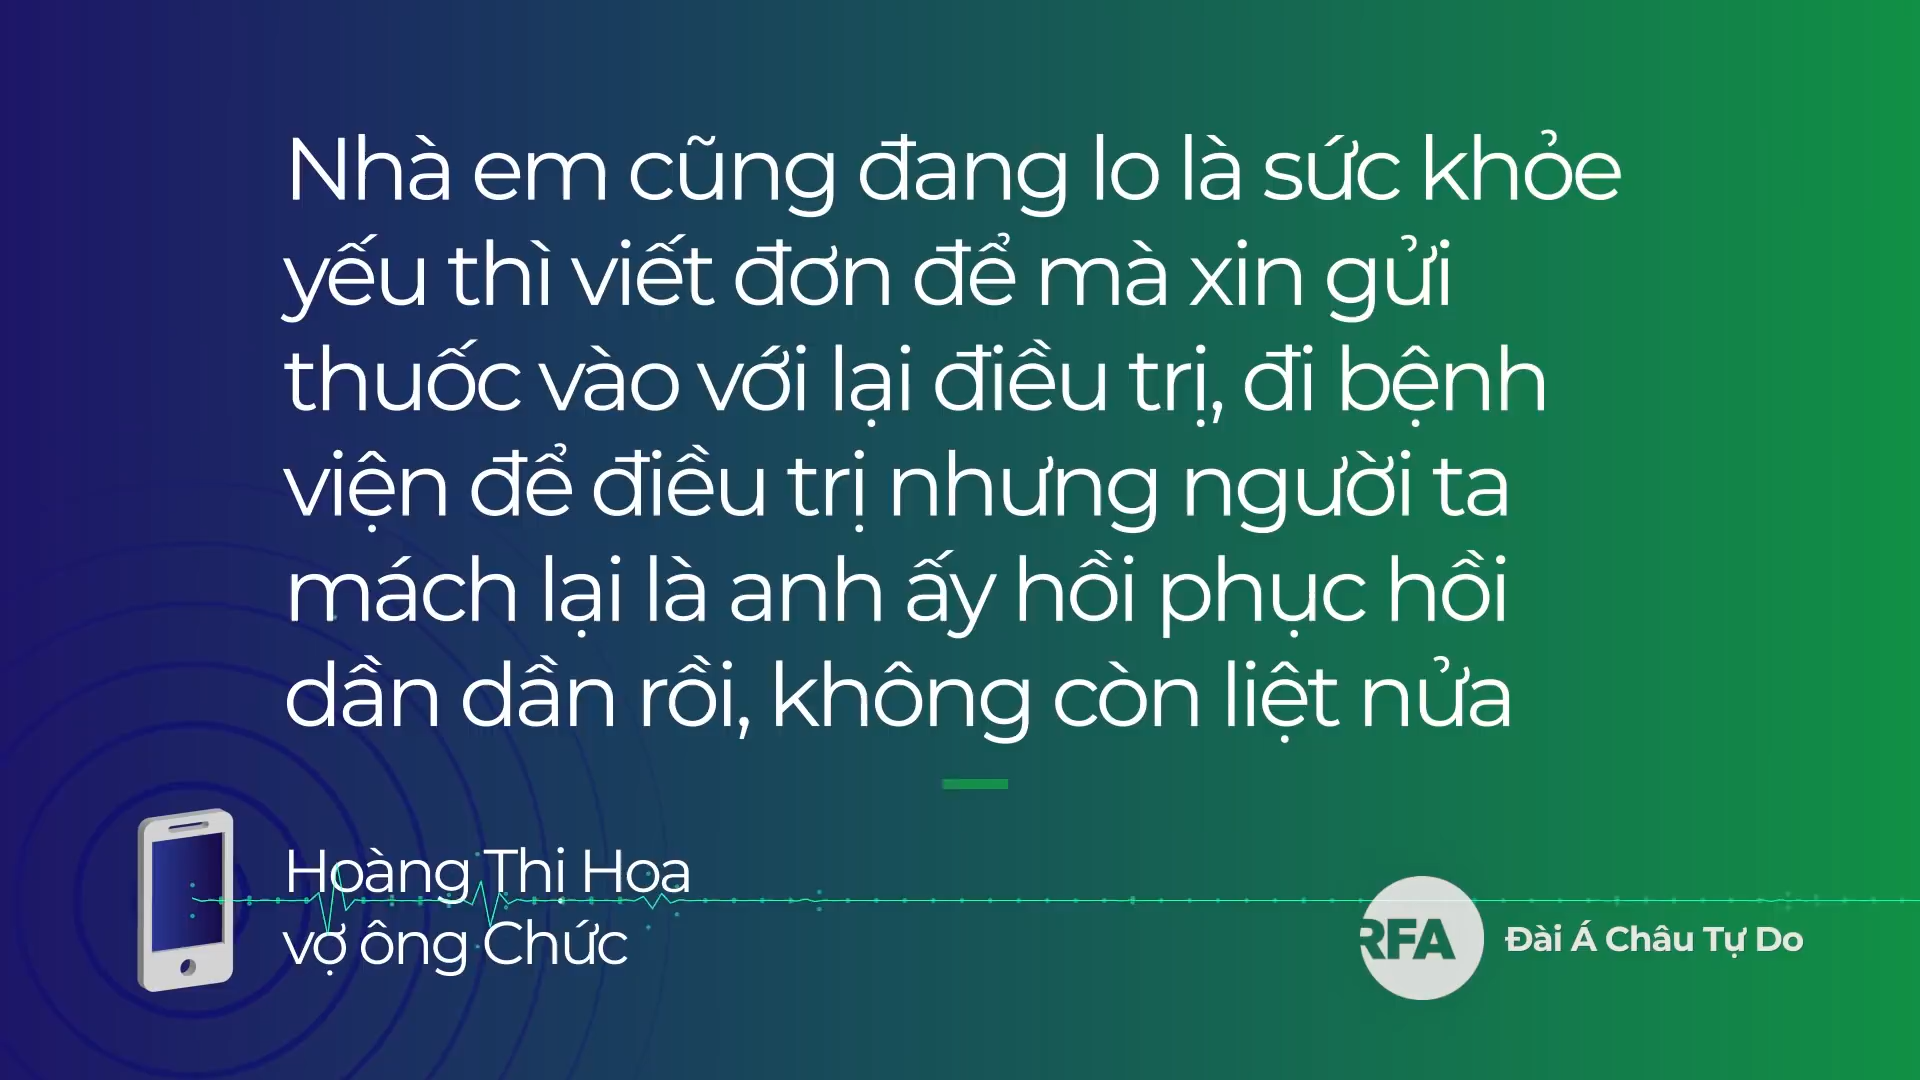 Nhà em cũng đang lo là sức khỏe
yếu thì viết đơn để mà xin gửi
thuốc vào với lại điều trị, đi bệnh
viện để điều trị nhưng người ta
mách lại là anh ấy hồi phục hồi
dần dần rồi, không còn liệt nửa
Hoàng Thị Hoa
vợ ông Chức
RFA
Đài Á Châu Tự Do